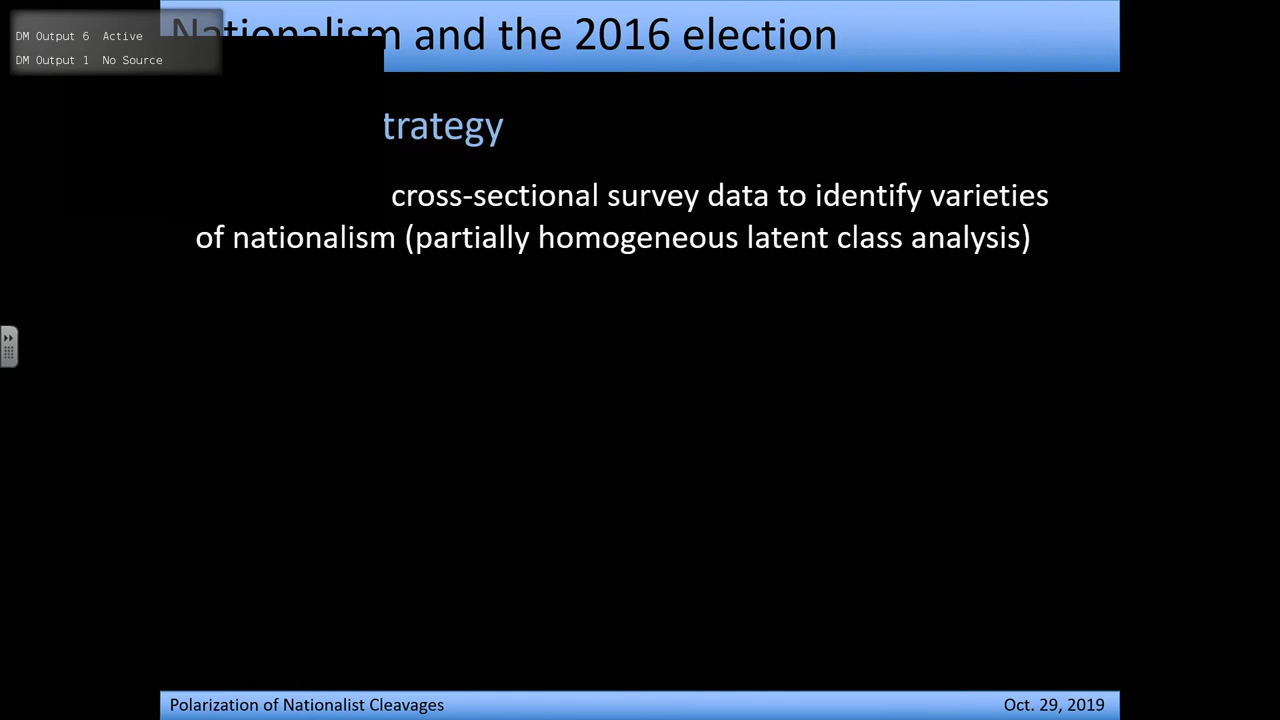 DM Output 6 Active
DM Output 1 No Source
Nationalism and the 2016 election
trategy
cross-sectional survey data to identify varieties
of nationalism (partially homogeneous latent class analysis)
Polarization of Nationalist Cleavages
Oct. 29, 2019